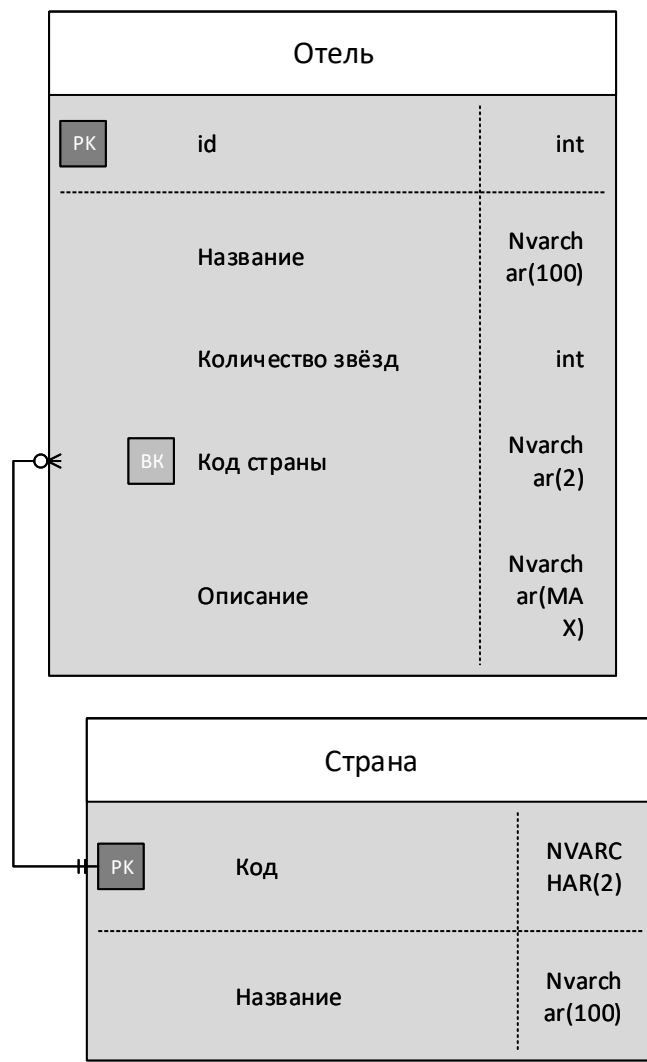 Отель
PK id int
Название Nvarch
ar(100)
Количество звёзд int
ВК Код страны Nvarch
ar(2)
Описание Nvarch
ar(MA
X)
Страна
PK Код NVARC
HAR(2)
Название Nvarch
ar(100)